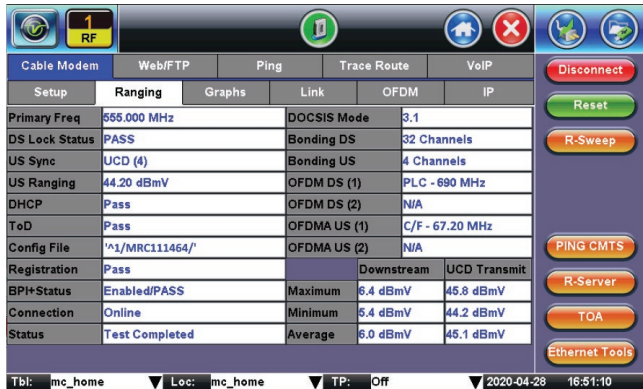 1
RF
Cable Modem Web/FTP Ping Trace Route VoIP
Disconnect
Setup Ranging Graphs Link OFDM IP
Reset
Primary Freq 555.000 MHz DOCSIS Mode 3.1
DS Lock Status PASS Bonding DS 32 Channels
R-Sweep
US Sync UCD (4) Bonding US 4 Channels
US Ranging 44.20 dBmV OFDM DS (1) PLC - 690 MHz
DHCP Pass OFDM DS (2) N/A
ToD Pass OFDMA US (1) C/F - 67.20 MHz
Config File '^1/MRC111464/' OFDMA US (2) N/A
PING CMTS
Registration Pass Downstream UCD Transmit
BPI+Status Enabled/PASS Maximum 6.4 dBmV 45.8 dBmV
R-Server
Connection Online Minimum 5.4 dBmV 44.2 dBmV
TOA
Status Test Completed Average 6.0 dBmV 45.1 dBmV
Ethernet Tools
Tbl: mc_home Loc: mc_home TP: Off 2020-04-28 16:51:10